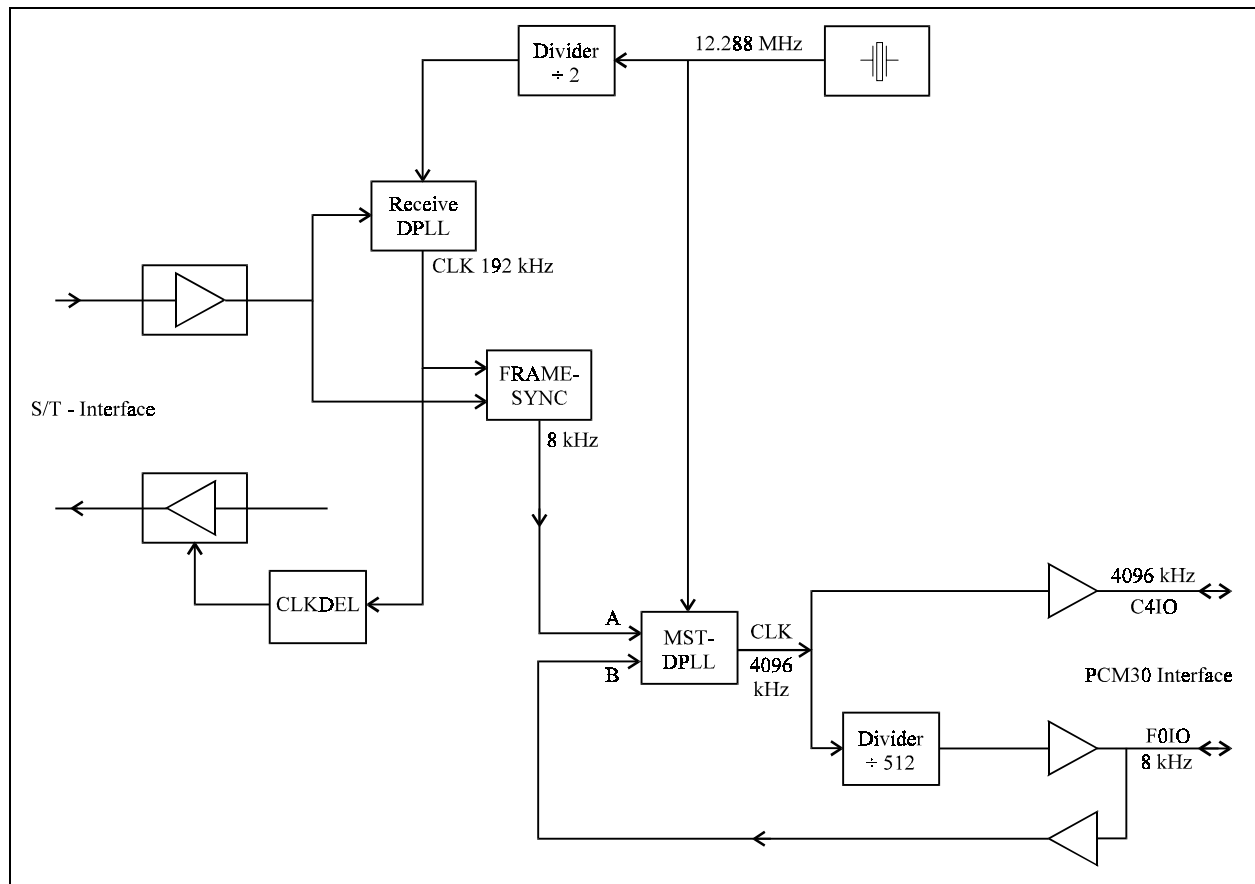 Divider
÷ 2
12.288 MHz
Receive
DPLL
CLK 192 kHz
FRAME-
SYNC
S/T - Interface
8 kHz
CLKDEL
A
B
MST-
DPLL
CLK
4096
kHz
4096 kHz
C4IO
PCM30 Interface
Divider
÷ 512
F0IO
8 kHz